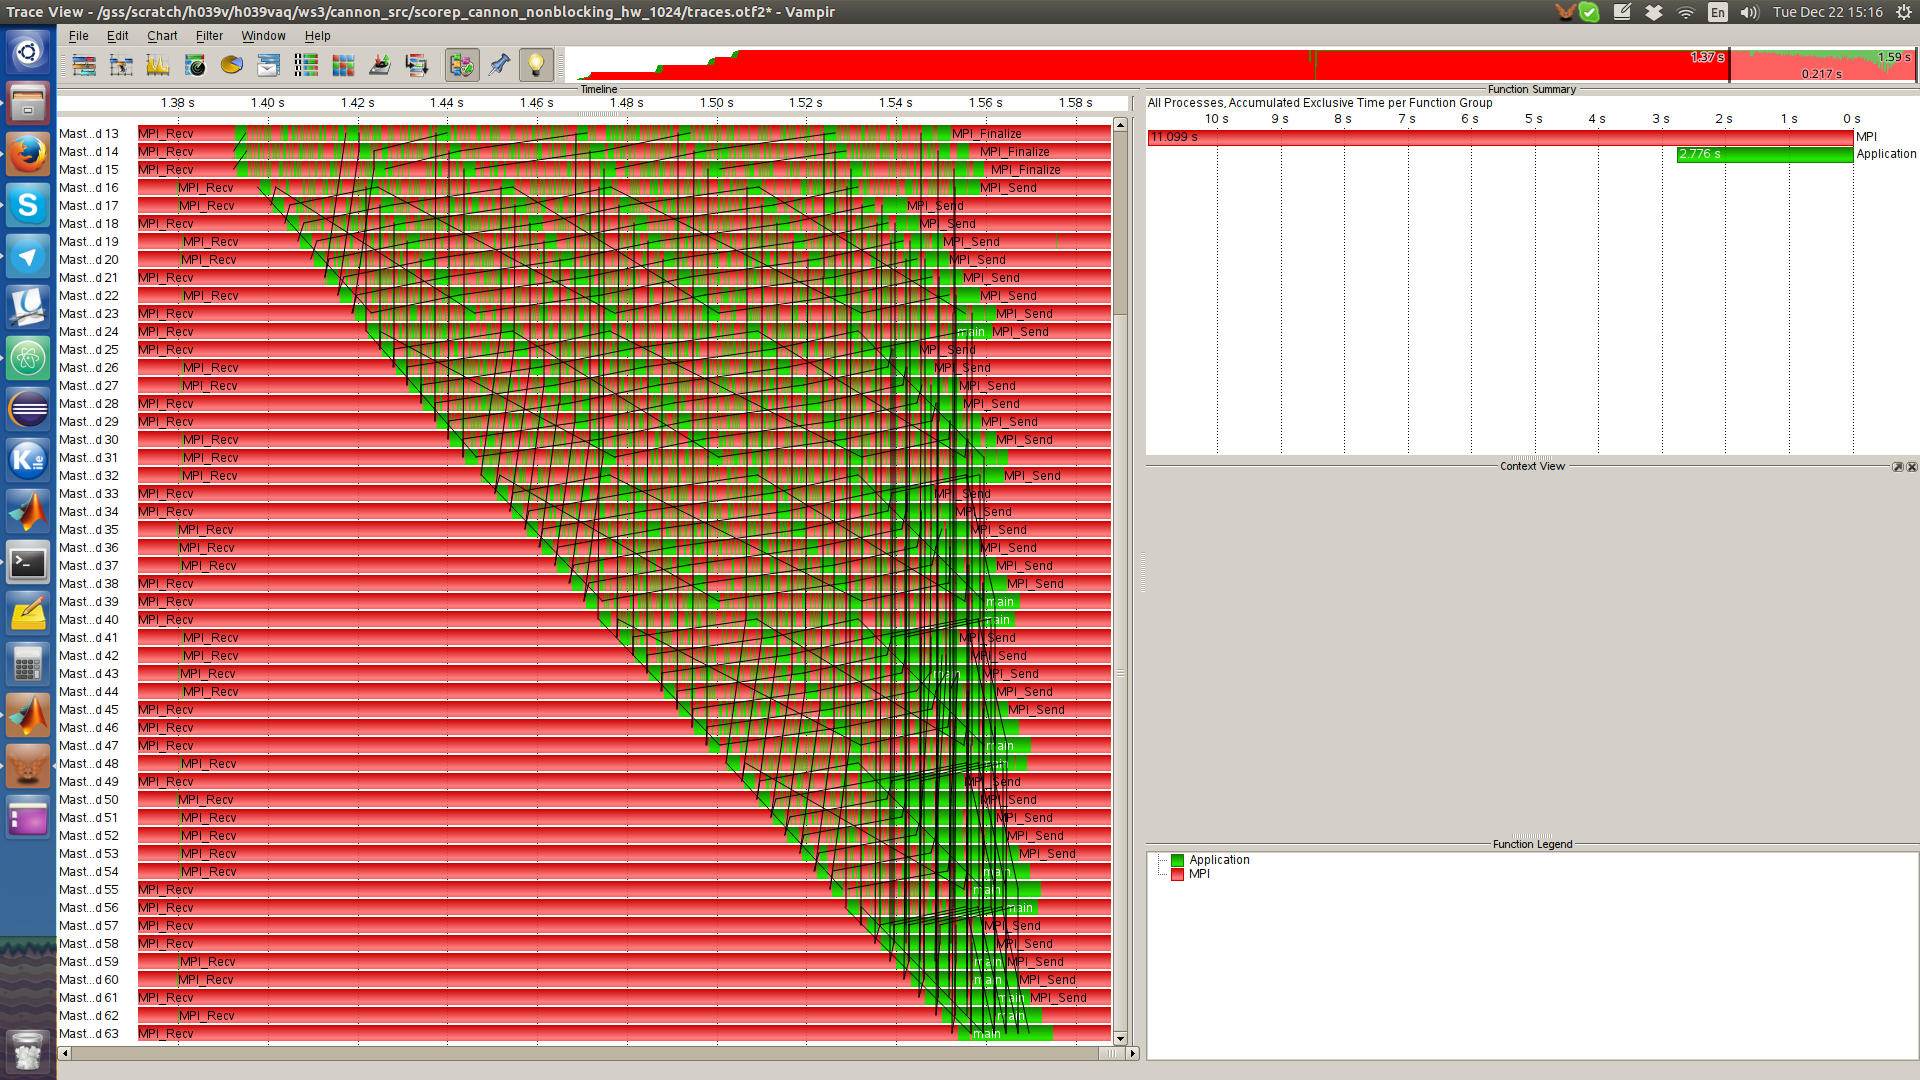 Trace View - /gss/scratch/h039v/h039vaq/ws3/cannon_src/scorep_cannon_nonblocking_hw_1024/traces.otf2* - Vampir
En
Tue Dec 22 15:16
File Edit Chart Filter Window Help
1.37 s
1.59 s
0.217 s
Timeline
1.38 s 1.40 s 1.42 s 1.44 s 1.46 s 1.48 s 1.50 s 1.52 s 1.54 s 1.56 s 1.58 s
Mast...d 13 MPI_Recv MPI_Finalize
Mast...d 14 MPI_Recv MPI_Finalize
Mast...d 15 MPI_Recv MPI_Finalize
Mast...d 16 MPI_Recv MPI_Send
Mast...d 17 MPI_Recv MPI_Send
Mast...d 18 MPI_Recv MPI_Send
Mast...d 19 MPI_Recv MPI_Send
Mast...d 20 MPI_Recv MPI_Send
Mast...d 21 MPI_Recv MPI_Send
Mast...d 22 MPI_Recv MPI_Send
Mast...d 23 MPI_Recv MPI_Send
Mast...d 24 MPI_Recv main MPI_Send
Mast...d 25 MPI_Recv MPI_Send
Mast...d 26 MPI_Recv MPI_Send
Mast...d 27 MPI_Recv MPI_Send
Mast...d 28 MPI_Recv MPI_Send
Mast...d 29 MPI_Recv MPI_Send
Mast...d 30 MPI_Recv MPI_Send
Mast...d 31 MPI_Recv
Mast...d 32 MPI_Recv MPI_Send
Mast...d 33 MPI_Recv MPI_Send
Mast...d 34 MPI_Recv MPI_Send
Mast...d 35 MPI_Recv MPI_Send
Mast...d 36 MPI_Recv MPI_Send
Mast...d 37 MPI_Recv MPI_Send
Mast...d 38 MPI_Recv MPI_Send
Mast...d 39 MPI_Recv main
Mast...d 40 MPI_Recv main
Mast...d 41 MPI_Recv MPI_Send
Mast...d 42 MPI_Recv MPI_Send
Mast...d 43 MPI_Recv main MPI_Send
Mast...d 44 MPI_Recv MPI_Send
Mast...d 45 MPI_Recv MPI_Send
Mast...d 46 MPI_Recv
Mast...d 47 MPI_Recv main
Mast...d 48 MPI_Recv main
Mast...d 49 MPI_Recv MPI_Send
Mast...d 50 MPI_Recv MPI_Send
Mast...d 51 MPI_Recv MPI_Send
Mast...d 52 MPI_Recv MPI_Send
Mast...d 53 MPI_Recv MPI_Send
Mast...d 54 MPI_Recv main
Mast...d 55 MPI_Recv main
Mast...d 56 MPI_Recv main
Mast...d 57 MPI_Recv MPI_Send
Mast...d 58 MPI_Recv MPI_Send
Mast...d 59 MPI_Recv main MPI_Send
Mast...d 60 MPI_Recv main MPI_Send
Mast...d 61 MPI_Recv main MPI_Send
Mast...d 62 MPI_Recv main
Mast...d 63 MPI_Recv main
Function Summary
All Processes, Accumulated Exclusive Time per Function Group
10 s 9 s 8 s 7 s 6 s 5 s 4 s 3 s 2 s 1 s 0 s
11.099 s MPI
2.776 s Application
Context View
Function Legend
Application
MPI